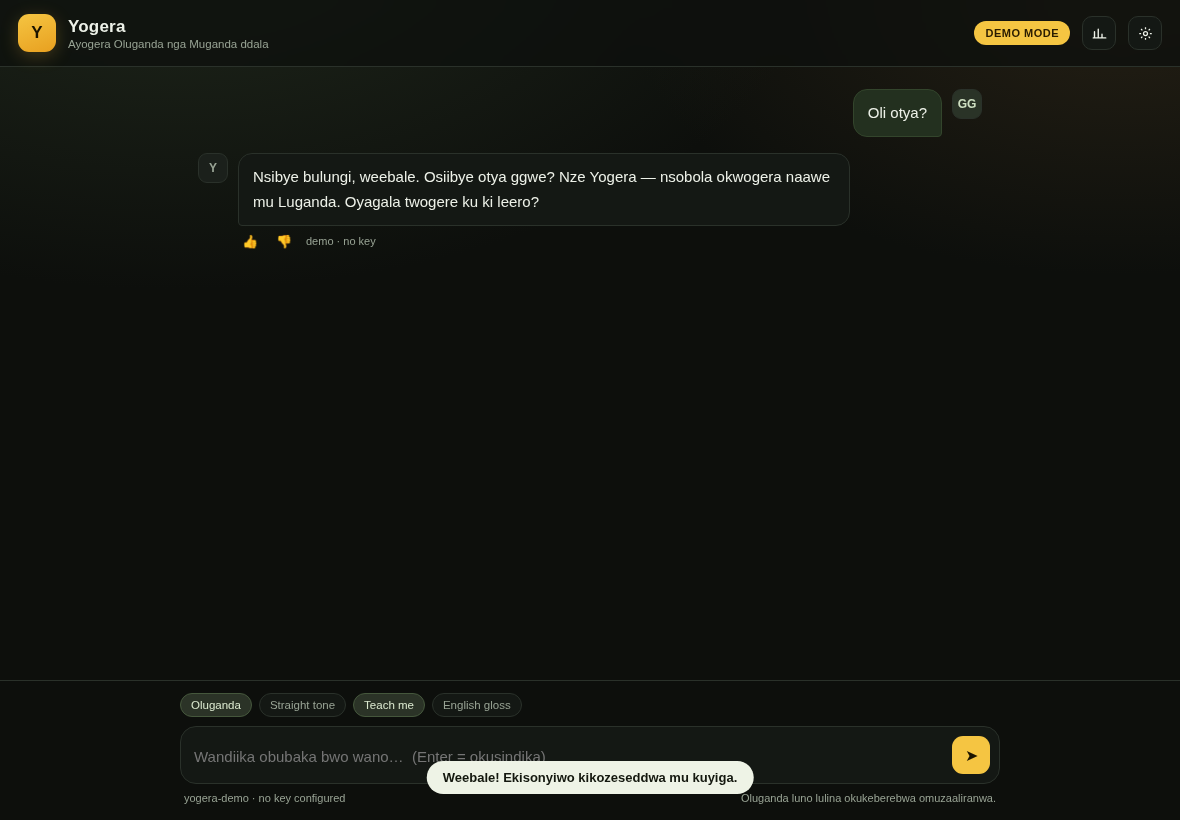 Y
Yogera
Ayogera Oluganda nga Muganda ddala
DEMO MODE
Oli otya?
GG
Y
Nsibye bulungi, weebale. Osiibye otya ggwe? Nze Yogera — nsobola okwogera naawe
mu Luganda. Oyagala twogere ku ki leero?
demo · no key
Oluganda
Straight tone
Teach me
English gloss
Wandiika obubaka bwo wano… (Enter = okusindika)
Weebale! Ekisonyiwo kikozeseddwa mu kuyiga.
yogera-demo · no key configured
Oluganda luno lulina okukeberebwa omuzaaliranwa.